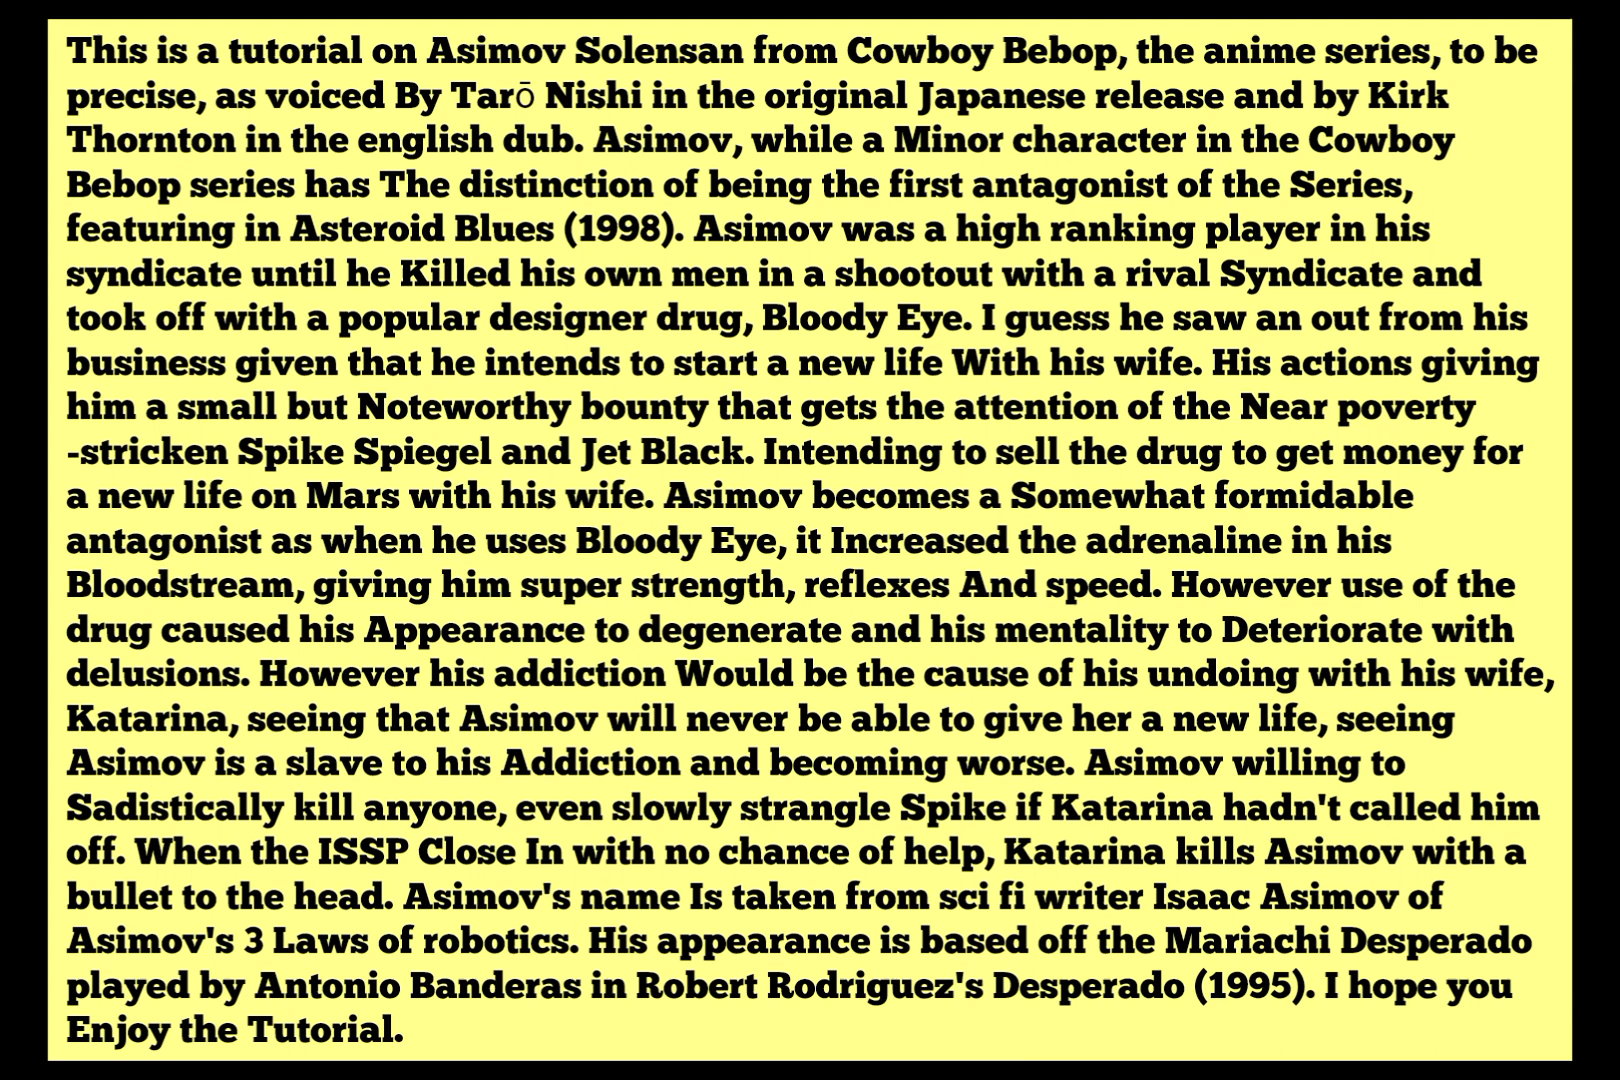 This is a tutorial on Asimov Solensan from Cowboy Bebop, the anime series, to be
precise, as voiced By Tarō Nishi in the original Japanese release and by Kirk
Thornton in the english dub. Asimov, while a Minor character in the Cowboy
Bebop series has The distinction of being the first antagonist of the Series,
featuring in Asteroid Blues (1998). Asimov was a high ranking player in his
syndicate until he Killed his own men in a shootout with a rival Syndicate and
took off with a popular designer drug, Bloody Eye. I guess he saw an out from his
business given that he intends to start a new life With his wife. His actions giving
him a small but Noteworthy bounty that gets the attention of the Near poverty
-stricken Spike Spiegel and Jet Black. Intending to sell the drug to get money for
a new life on Mars with his wife. Asimov becomes a Somewhat formidable
antagonist as when he uses Bloody Eye, it Increased the adrenaline in his
Bloodstream, giving him super strength, reflexes And speed. However use of the
drug caused his Appearance to degenerate and his mentality to Deteriorate with
delusions. However his addiction Would be the cause of his undoing with his wife,
Katarina, seeing that Asimov will never be able to give her a new life, seeing
Asimov is a slave to his Addiction and becoming worse. Asimov willing to
Sadistically kill anyone, even slowly strangle Spike if Katarina hadn't called him
off. When the ISSP Close In with no chance of help, Katarina kills Asimov with a
bullet to the head. Asimov's name Is taken from sci fi writer Isaac Asimov of
Asimov's 3 Laws of robotics. His appearance is based off the Mariachi Desperado
played by Antonio Banderas in Robert Rodriguez's Desperado (1995). I hope you
Enjoy the Tutorial.